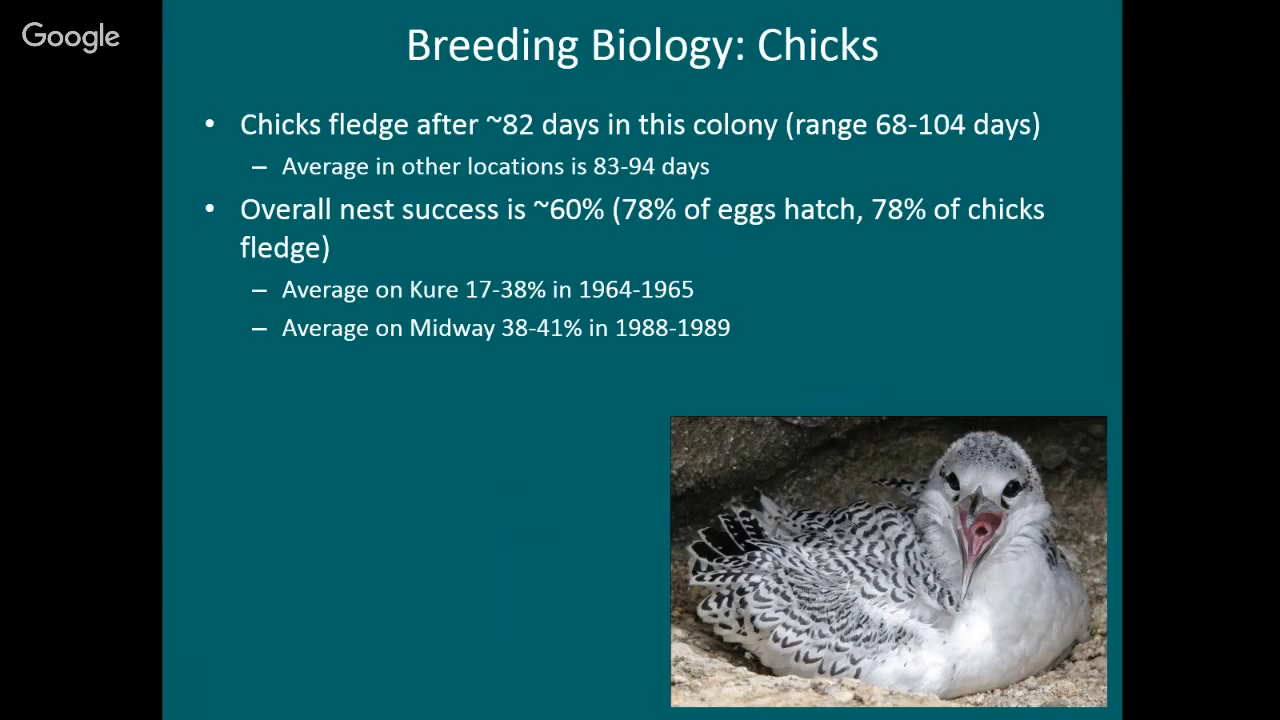 Google
Breeding Biology: Chicks
• Chicks fledge after ~82 days in this colony (range 68-104 days)
– Average in other locations is 83-94 days
• Overall nest success is ~60% (78% of eggs hatch, 78% of chicks
fledge)
– Average on Kure 17-38% in 1964-1965
– Average on Midway 38-41% in 1988-1989